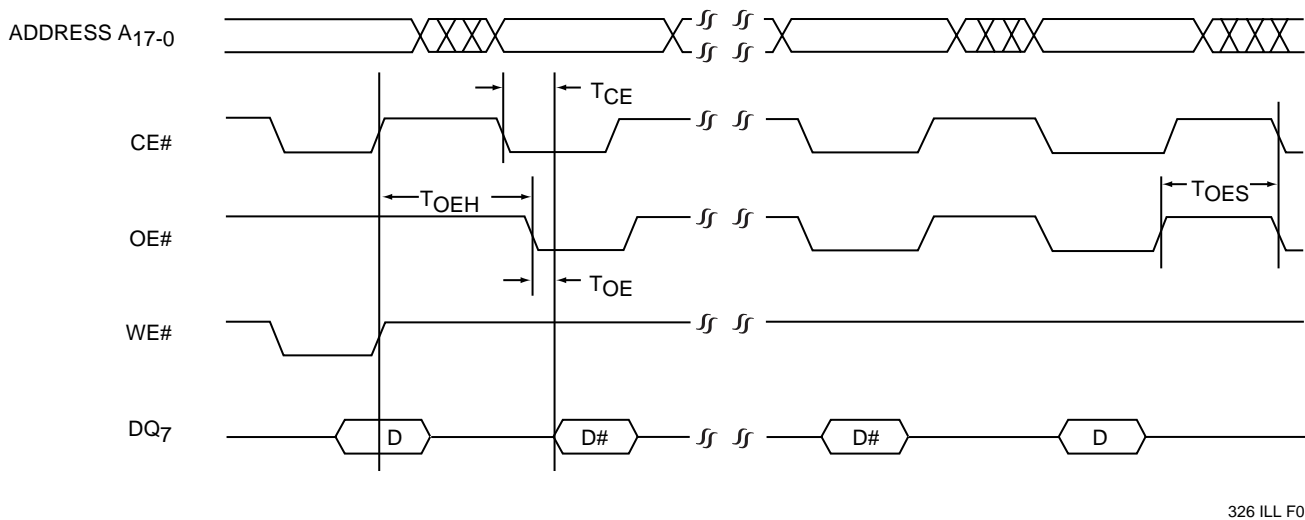 ADDRESS A17-0
TCE
CE#
TOEH
TOES
OE#
TOE
WE#
DQ7
D
D#
D#
D
326 ILL F0